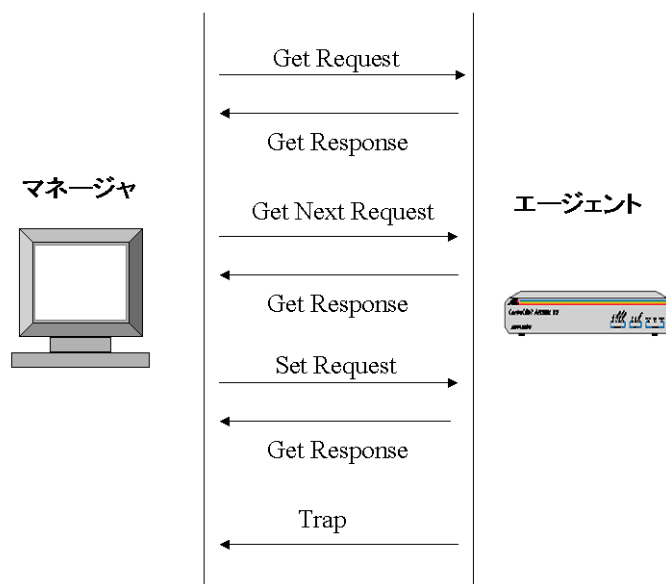 Get Request
Get Response
マネージャ
エージェント
Get Next Request
Get Response
Set Request
Get Response
Trap